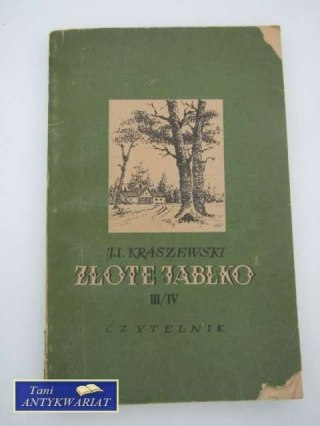 J.I. KRASZEWSKI
ZŁOTE JABŁKO
III/IV
CZYTELNIK
Tani
ANTYKWARIAT